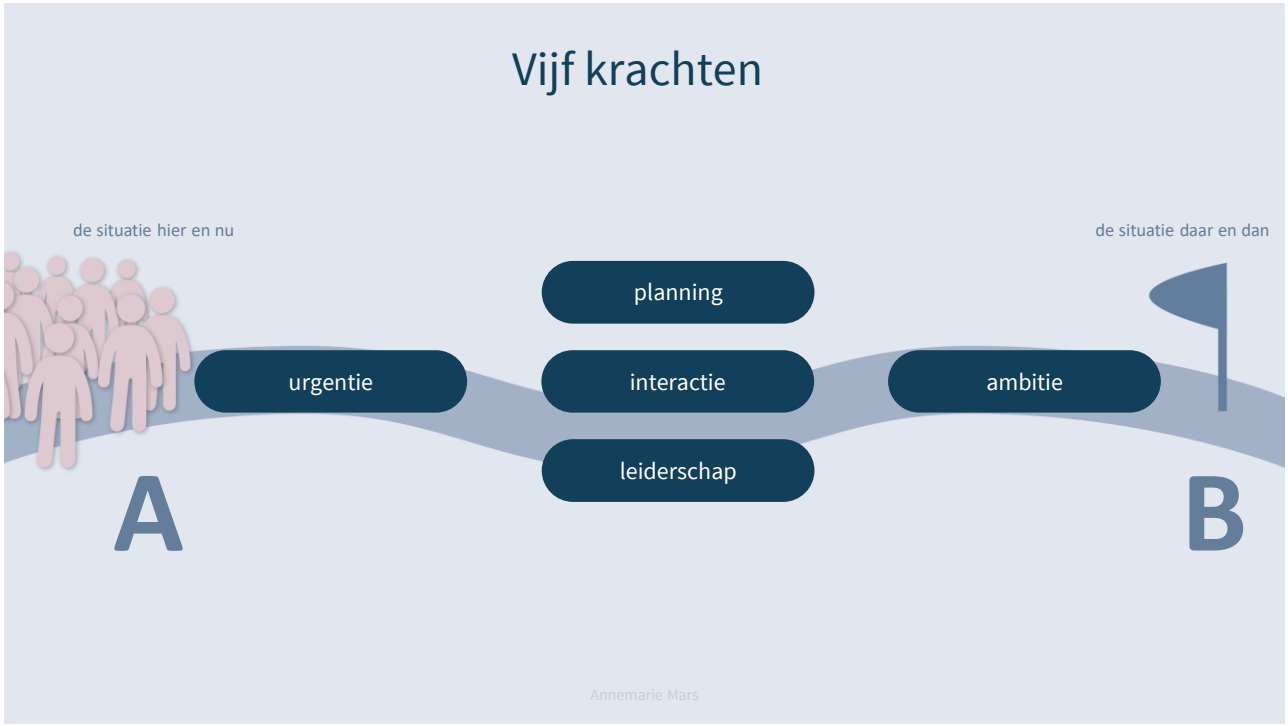 Vijf krachten
de situatie hier en nu
de situatie daar en dan
planning
urgentie
interactie
ambitie
leiderschap
A
B
Annemarie Mars